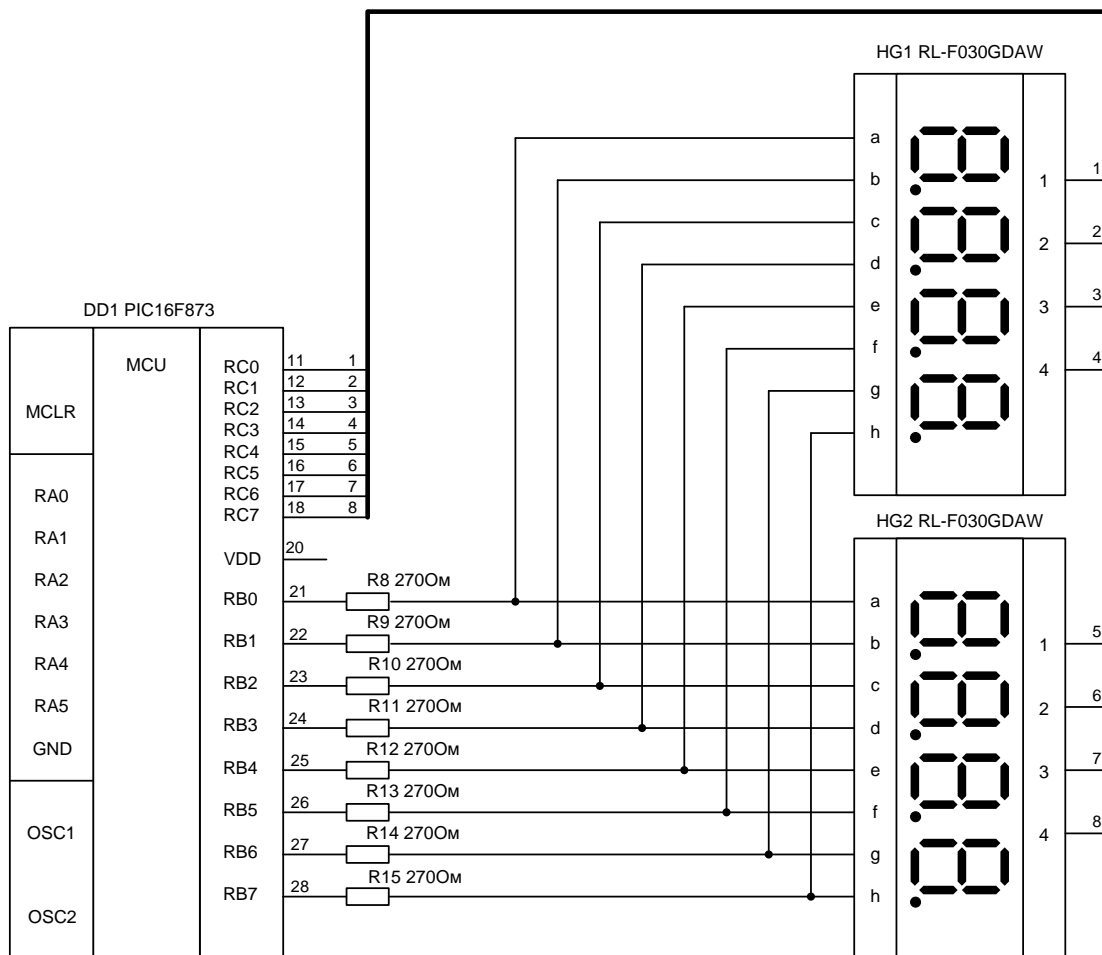 HG1 RL-F030GDAW
a
b
c
d
e
f
g
h
1
2
3
4
1
2
3
4
DD1 PIC16F873
MCU
MCLR
RA0
RA1
RA2
RA3
RA4
RA5
GND
OSC1
OSC2
RC0 11 1
RC1 12 2
RC2 13 3
RC3 14 4
RC4 15 5
RC5 16 6
RC6 17 7
RC7 18 8
VDD 20
RB0 21 R8 270Ом
RB1 22 R9 270Ом
RB2 23 R10 270Ом
RB3 24 R11 270Ом
RB4 25 R12 270Ом
RB5 26 R13 270Ом
RB6 27 R14 270Ом
RB7 28 R15 270Ом
HG2 RL-F030GDAW
a
b
c
d
e
f
g
h
1
2
3
4
5
6
7
8